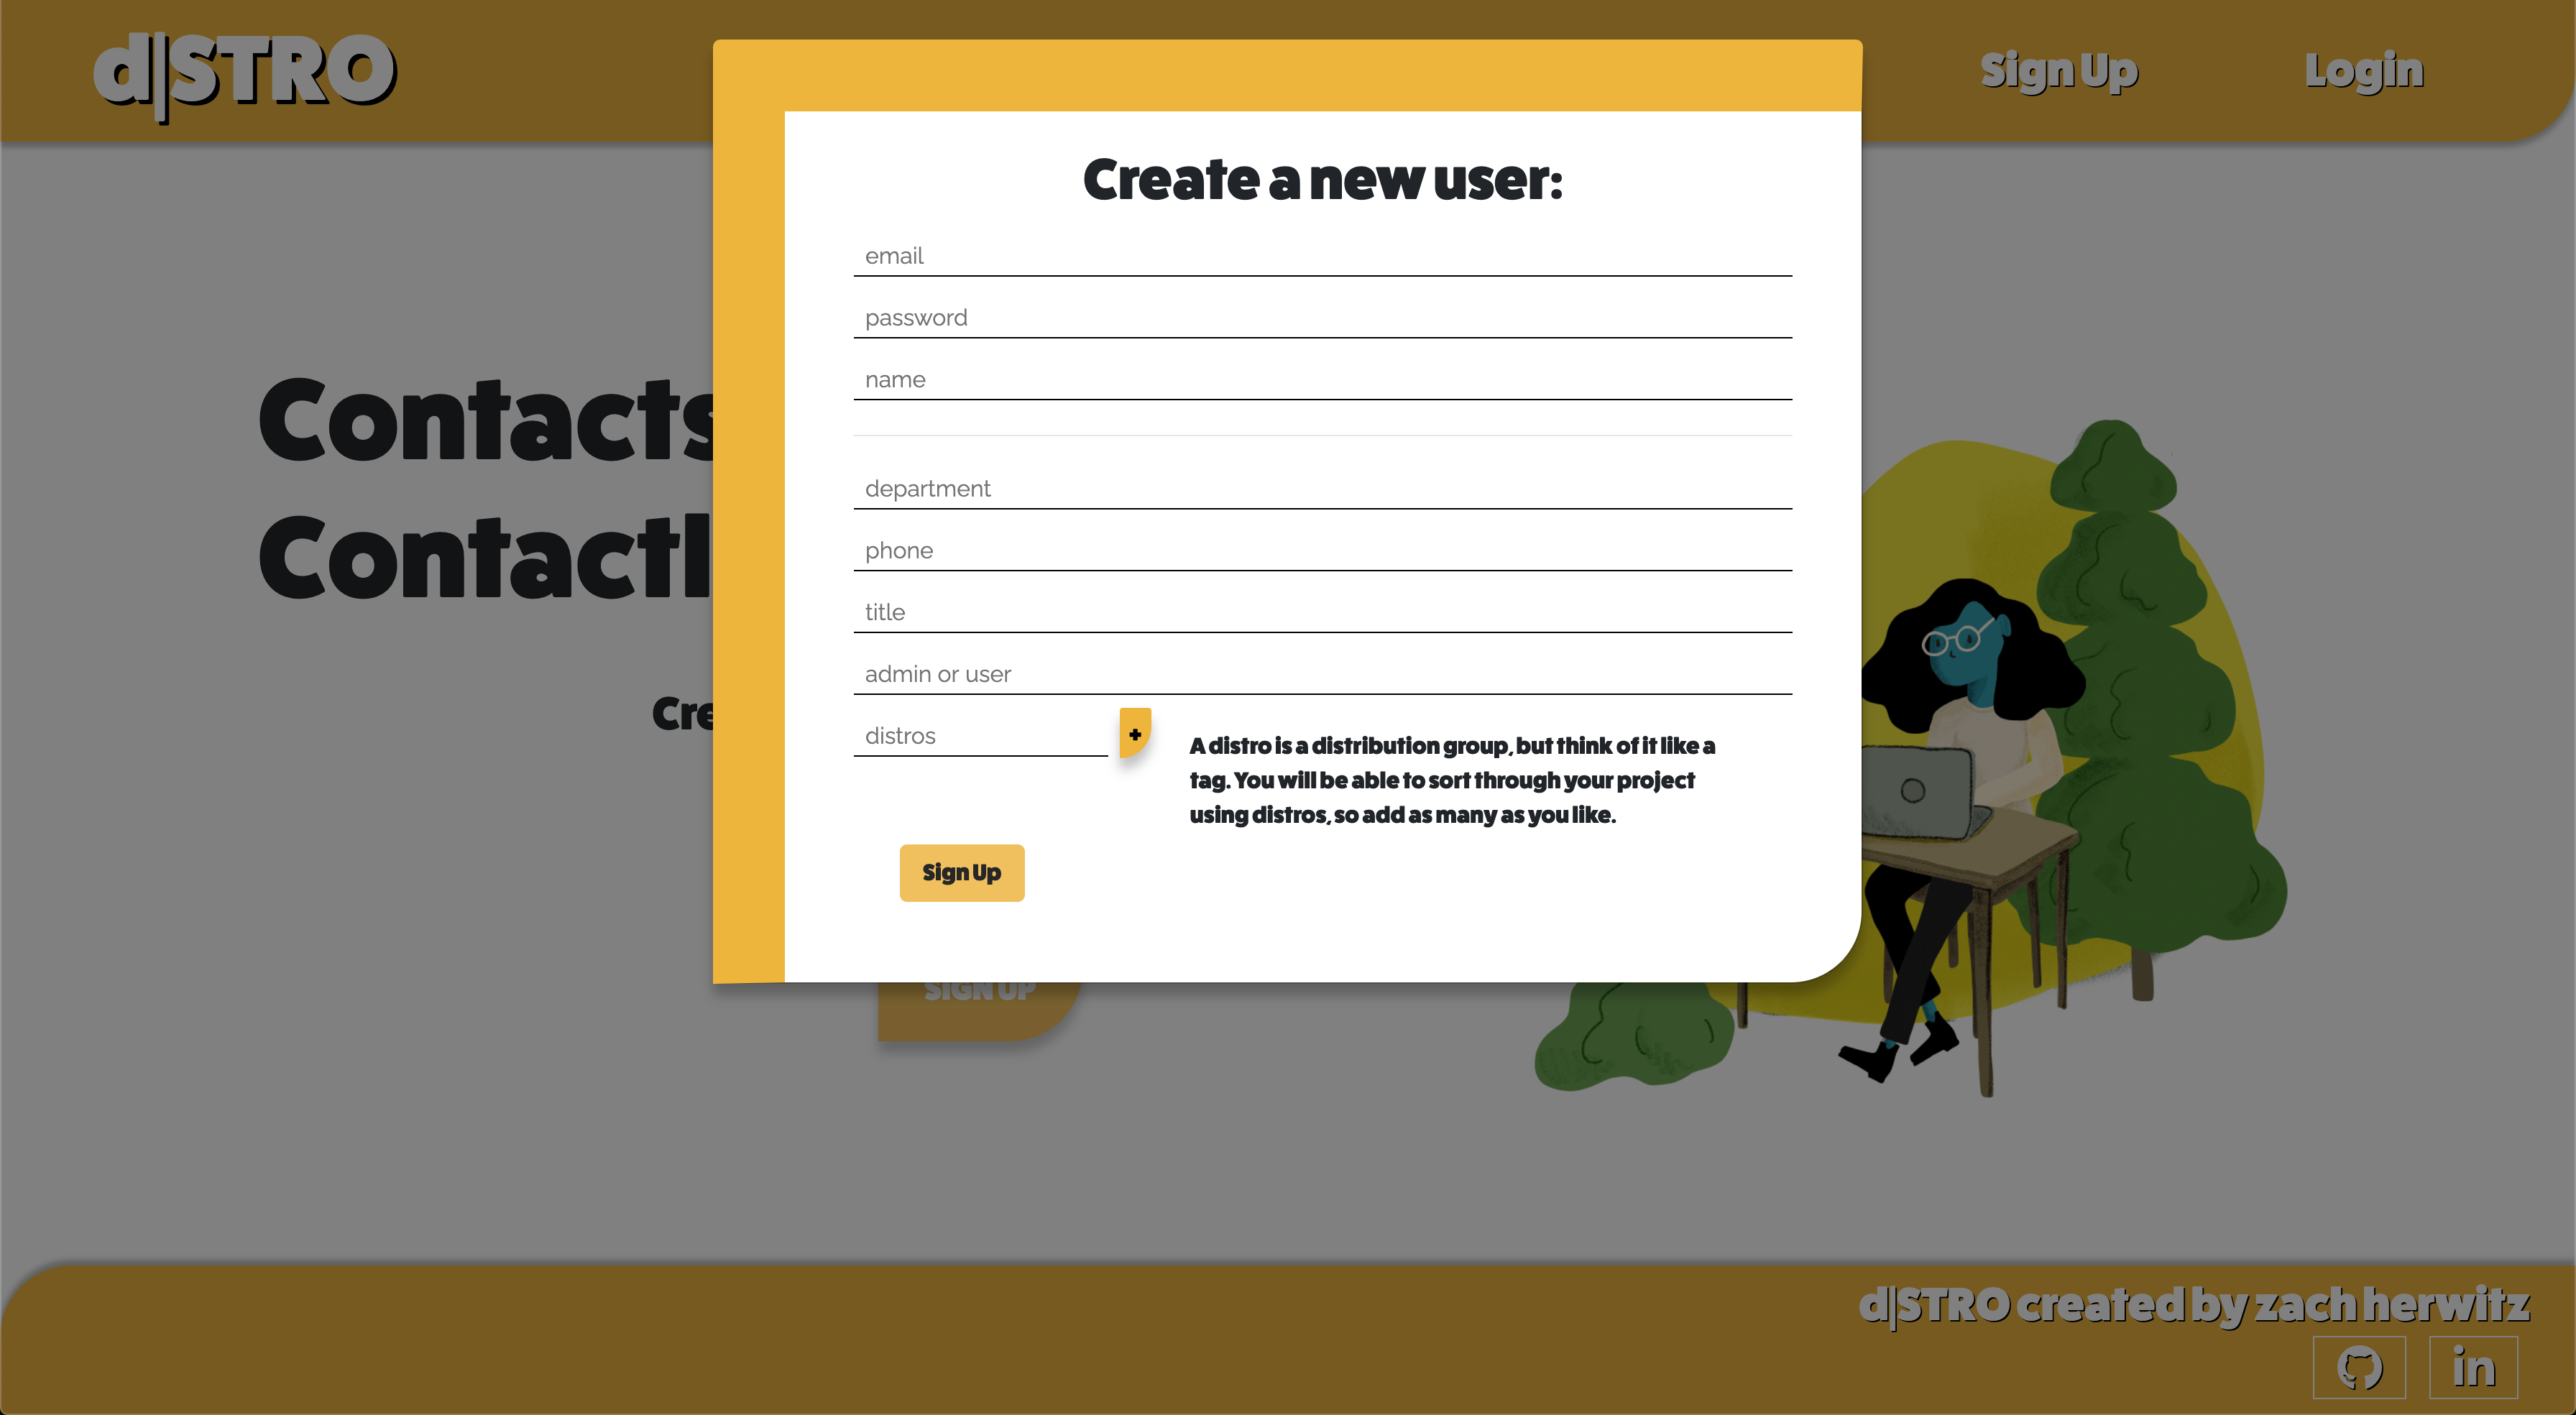 d|STRO
Sign Up
Login
Create a new user:
email
password
name
department
phone
title
admin or user
distros
+
A distro is a distribution group, but think of it like a
tag. You will be able to sort through your project
using distros, so add as many as you like.
Sign Up
Contacts
SIGN UP
d|STRO created by zach herwitz
in